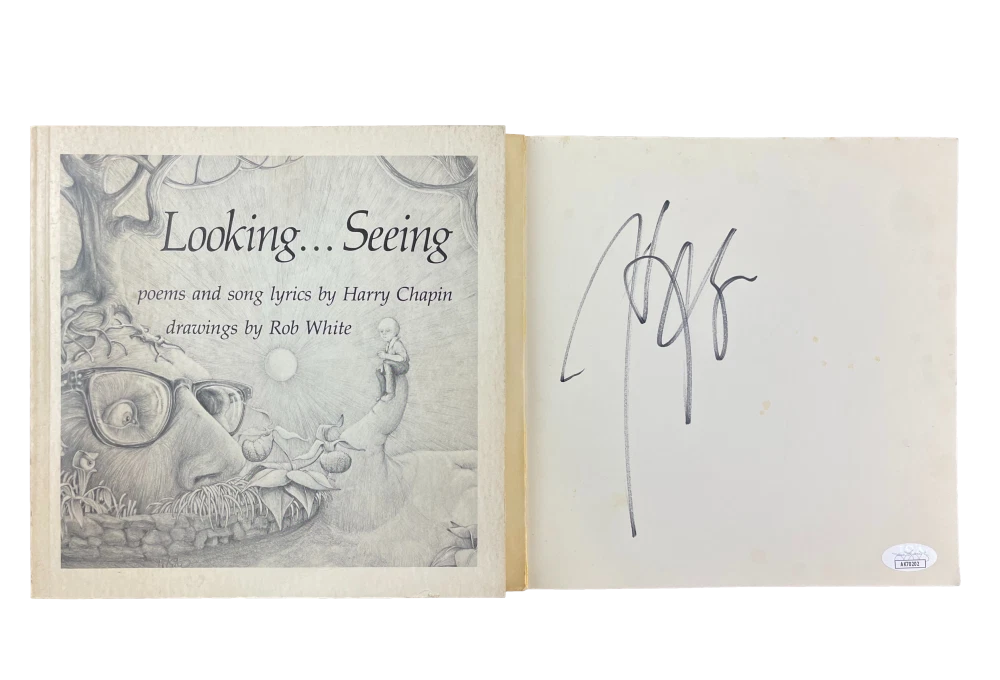 Looking... Seeing
poems and song lyrics by Harry Chapin
drawings by Rob White